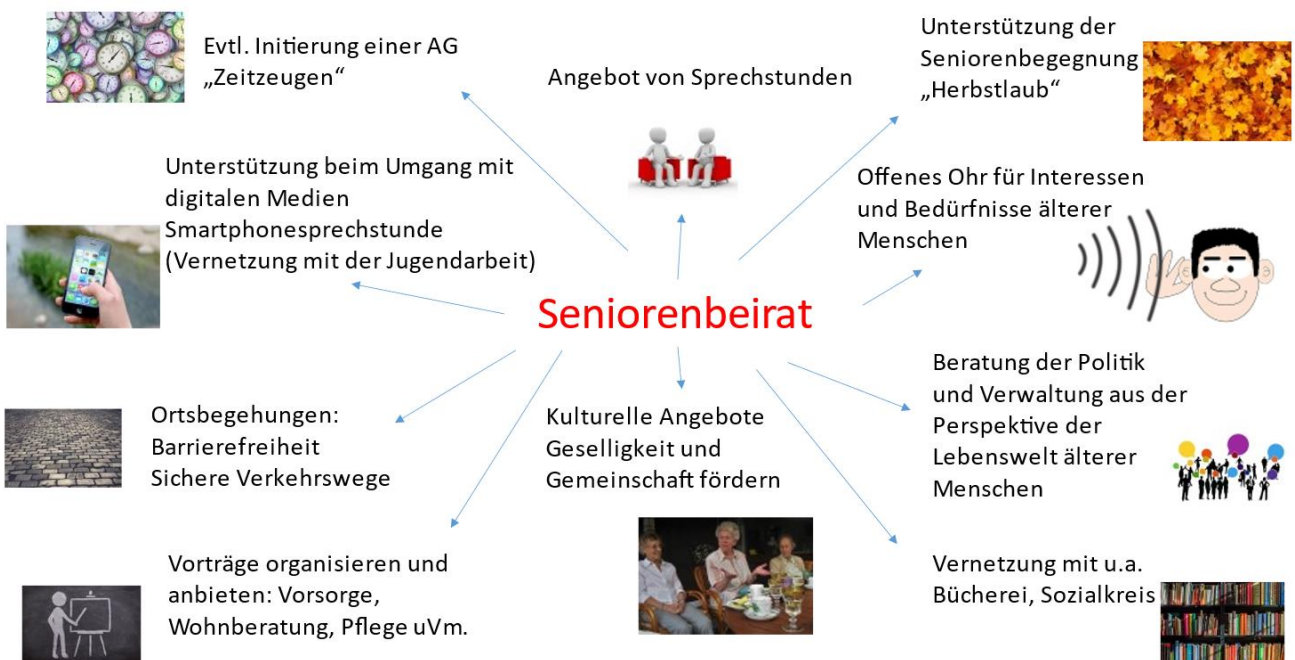 Evtl. Initierung einer AG
„Zeitzeugen“
Angebot von Sprechstunden
Unterstützung der
Seniorenbegegnung
„Herbstlaub“
Unterstützung beim Umgang mit
digitalen Medien
Smartphonesprechstunde
(Vernetzung mit der Jugendarbeit)
Offenes Ohr für Interessen
und Bedürfnisse älterer
Menschen
Seniorenbeirat
Ortsbegehungen:
Barrierefreiheit
Sichere Verkehrswege
Kulturelle Angebote
Geselligkeit und
Gemeinschaft fördern
Beratung der Politik
und Verwaltung aus der
Perspektive der
Lebenswelt älterer
Menschen
Vorträge organisieren und
anbieten: Vorsorge,
Wohnberatung, Pflege uVm.
Vernetzung mit u.a.
Bücherei, Sozialkreis